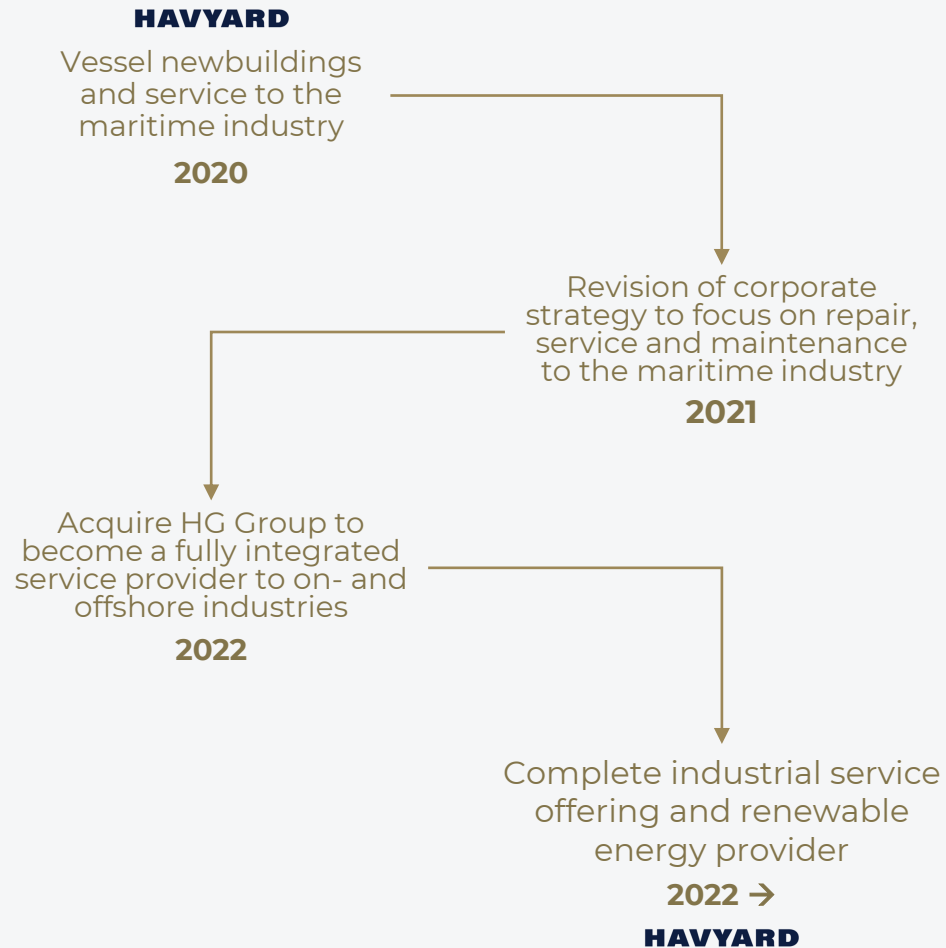 HAVYARD
Vessel newbuildings
and service to the
maritime industry
2020
Revision of corporate
strategy to focus on repair,
service and maintenance
to the maritime industry
2021
Acquire HG Group to
become a fully integrated
service provider to on- and
offshore industries
2022
Complete industrial service
offering and renewable
energy provider
2022 →
HAVYARD